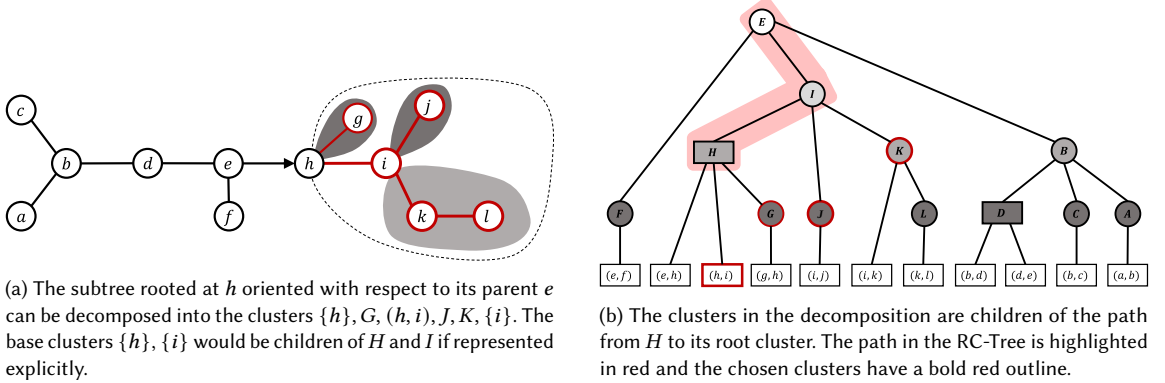 c
b
d
e
h
g
i
j
a
f
k
l
E
I
H
K
B
F
G
J
L
D
C
A
(e, f)
(e, h)
(h, i)
(g, h)
(i, j)
(i, k)
(k, l)
(b, d)
(d, e)
(b, c)
(a, b)
(a) The subtree rooted at h oriented with respect to its parent e
can be decomposed into the clusters {h}, G, (h, i), J, K, {i}. The
base clusters {h}, {i} would be children of H and I if represented
explicitly.
(b) The clusters in the decomposition are children of the path
from H to its root cluster. The path in the RC-Tree is highlighted
in red and the chosen clusters have a bold red outline.